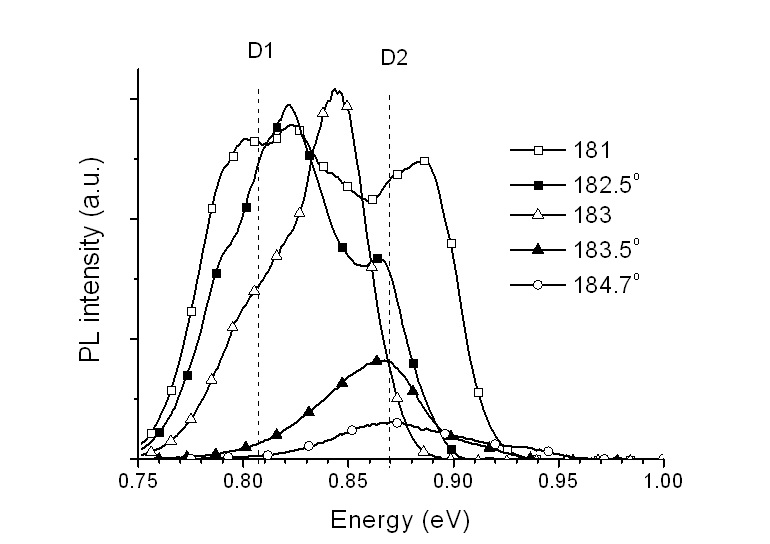 D1
D2
181
182.5°
183
183.5°
184.7°
PL intensity (a.u.)
0.75 0.80 0.85 0.90 0.95 1.00
Energy (eV)